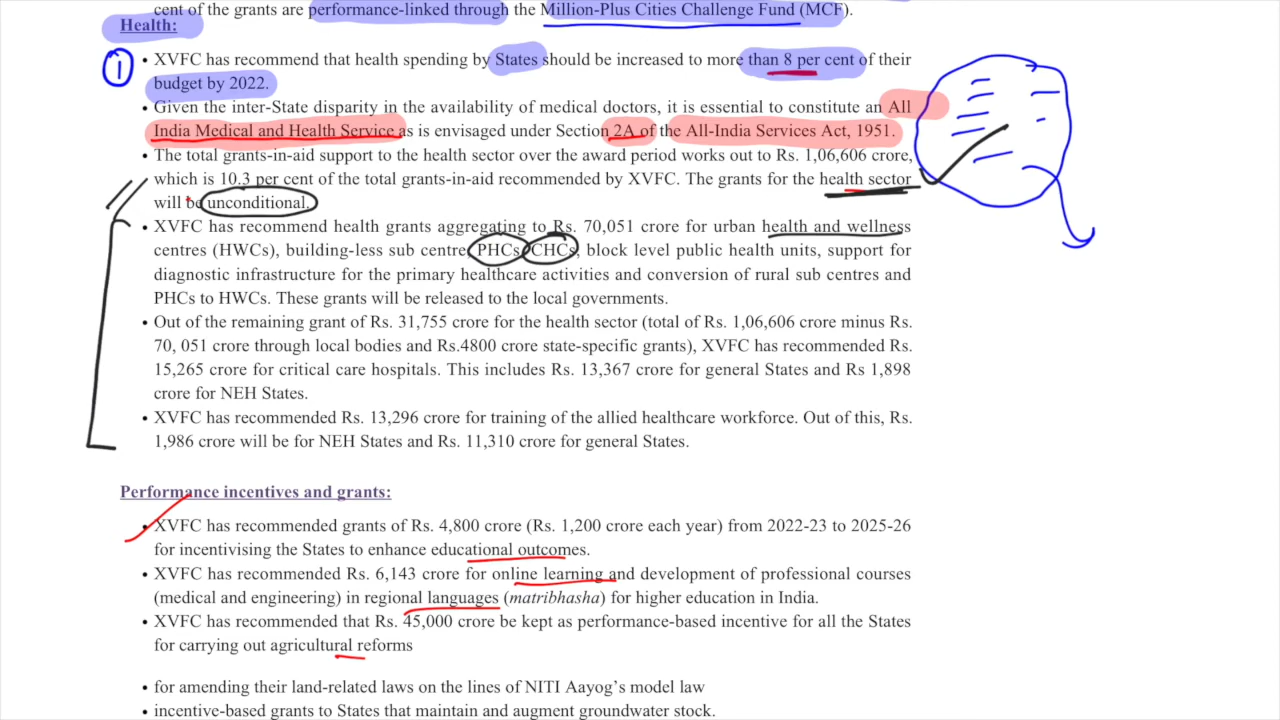 cent of the grants are performance-linked through the Million-Plus Cities Challenge Fund (MCF).
Health:
1
• XVFC has recommend that health spending by States should be increased to more than 8 per cent of their
budget by 2022.
• Given the inter-State disparity in the availability of medical doctors, it is essential to constitute an All
India Medical and Health Service as is envisaged under Section 2A of the All-India Services Act, 1951.
• The total grants-in-aid support to the health sector over the award period works out to Rs. 1,06,606 crore,
which is 10.3 per cent of the total grants-in-aid recommended by XVFC. The grants for the health sector
will be unconditional.
• XVFC has recommend health grants aggregating to Rs. 70,051 crore for urban health and wellness
centres (HWCs), building-less sub centre, PHCs, CHCs, block level public health units, support for
diagnostic infrastructure for the primary healthcare activities and conversion of rural sub centres and
PHCs to HWCs. These grants will be released to the local governments.
• Out of the remaining grant of Rs. 31,755 crore for the health sector (total of Rs. 1,06,606 crore minus Rs.
70, 051 crore through local bodies and Rs.4800 crore state-specific grants), XVFC has recommended Rs.
15,265 crore for critical care hospitals. This includes Rs. 13,367 crore for general States and Rs 1,898
crore for NEH States.
• XVFC has recommended Rs. 13,296 crore for training of the allied healthcare workforce. Out of this, Rs.
1,986 crore will be for NEH States and Rs. 11,310 crore for general States.
Performance incentives and grants:
• XVFC has recommended grants of Rs. 4,800 crore (Rs. 1,200 crore each year) from 2022-23 to 2025-26
for incentivising the States to enhance educational outcomes.
• XVFC has recommended Rs. 6,143 crore for online learning and development of professional courses
(medical and engineering) in regional languages (matribhasha) for higher education in India.
• XVFC has recommended that Rs. 45,000 crore be kept as performance-based incentive for all the States
for carrying out agricultural reforms
• for amending their land-related laws on the lines of NITI Aayog's model law
• incentive-based grants to States that maintain and augment groundwater stock.